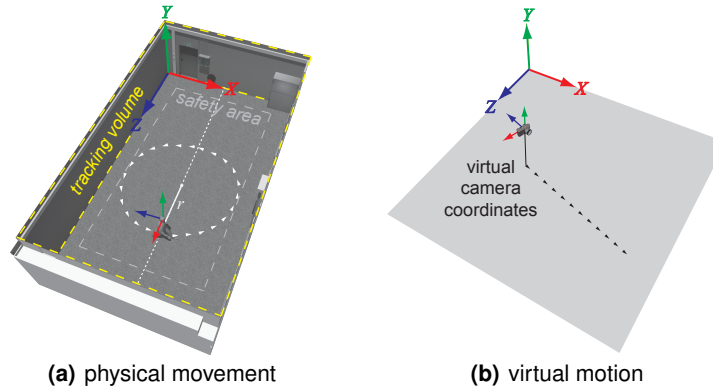 Y
X
Z
safety area
tracking volume
r
(a) physical movement
Y
X
Z
virtual
camera
coordinates
(b) virtual motion